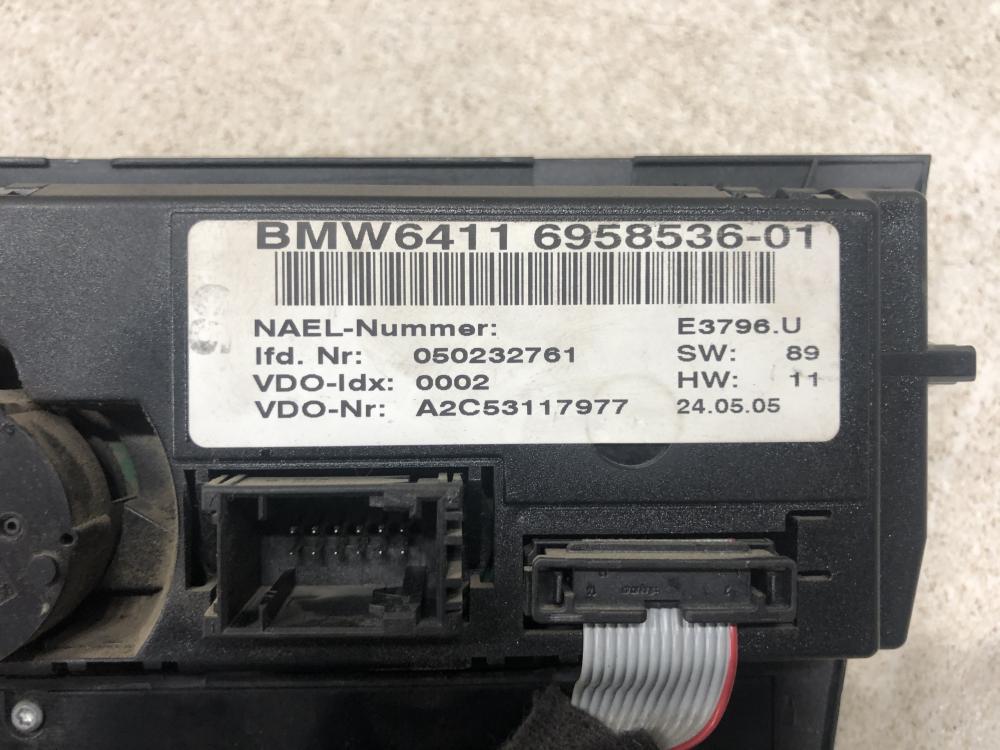 BMW6411 6958536-01
NAEL-Nummer: E3796.U
lfd. Nr: 050232761 SW: 89
VDO-Idx: 0002 HW: 11
VDO-Nr: A2C53117977 24.05.05